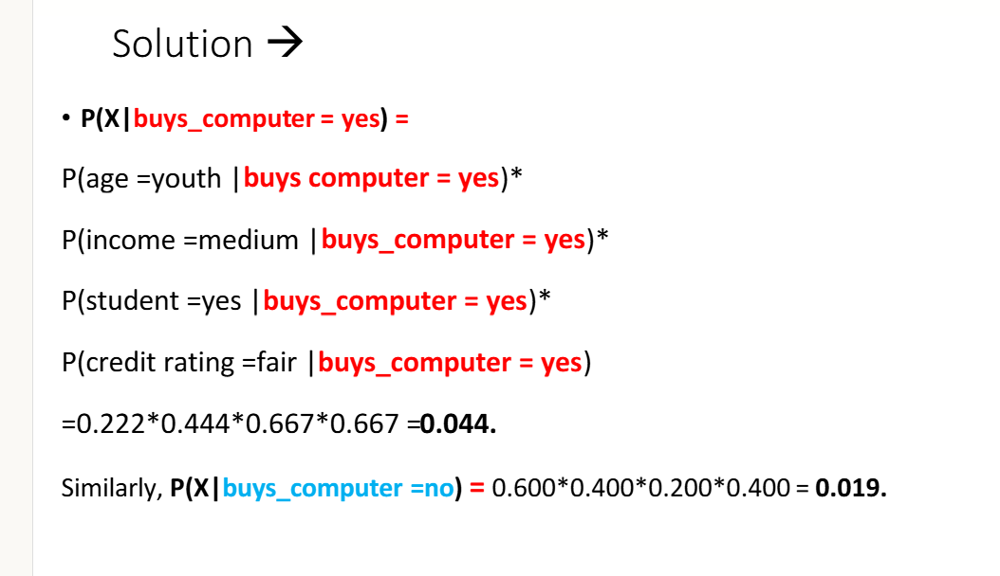 Solution →
• P(X|buys_computer = yes) =
P(age =youth |buys computer = yes)*
P(income =medium |buys_computer = yes)*
P(student =yes |buys_computer = yes)*
P(credit rating =fair |buys_computer = yes)
=0.222*0.444*0.667*0.667 =0.044.
Similarly, P(X|buys_computer =no) = 0.600*0.400*0.200*0.400 = 0.019.